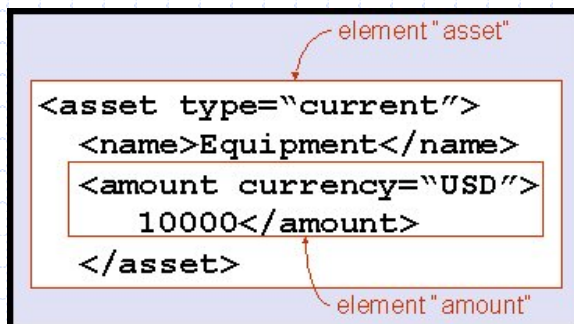 element "asset"
<asset type=“current”>
<name>Equipment</name>
<amount currency=“USD”>
10000</amount>
</asset>
element "amount"